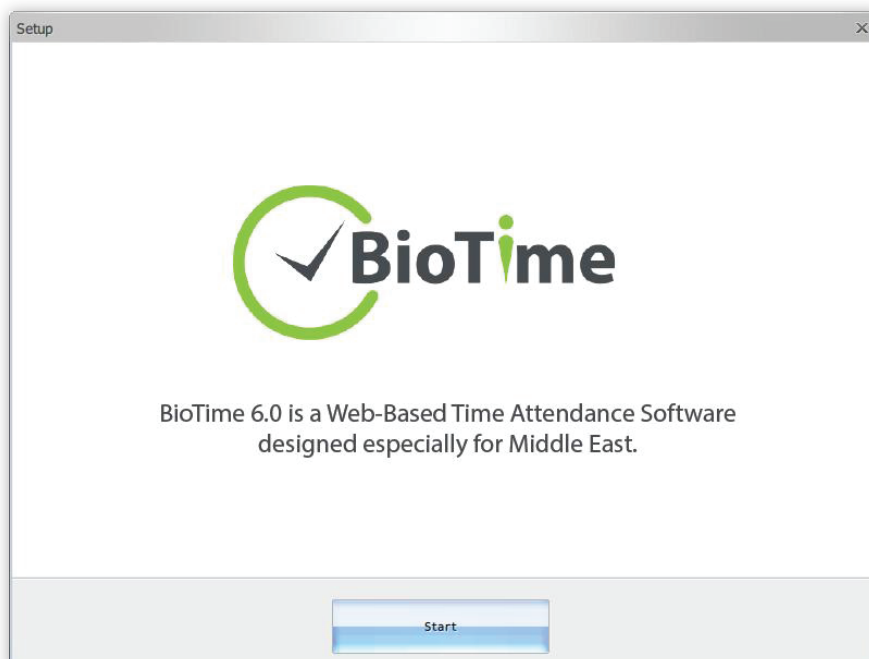 Setup
BioTime
BioTime 6.0 is a Web-Based Time Attendance Software
designed especially for Middle East.
Start